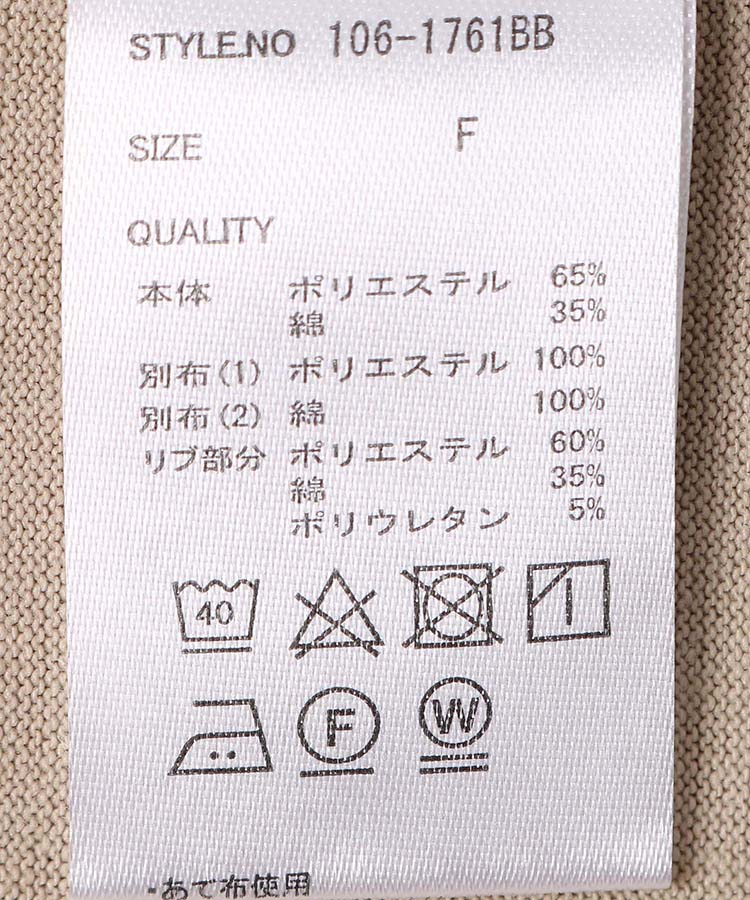 STYLE.NO 106-1761BB
SIZE F
QUALITY
本体 ポリエステル 65%
綿 35%
別布(1) ポリエステル 100%
別布(2) 綿 100%
リブ部分 ポリエステル 60%
綿 35%
ポリウレタン 5%
40
F W
・あて布使用